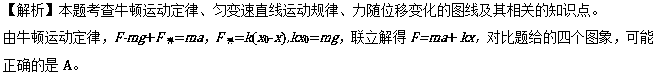 【解析】本题考查牛顿运动定律、匀变速直线运动规律、力随位移变化的图线及其相关的知识点。
由牛顿运动定律，F-mg+F弹=ma，F弹=k(x0-x),kx0=mg，联立解得 F=ma+ kx，对比题给的四个图象，可能
正确的是 A。